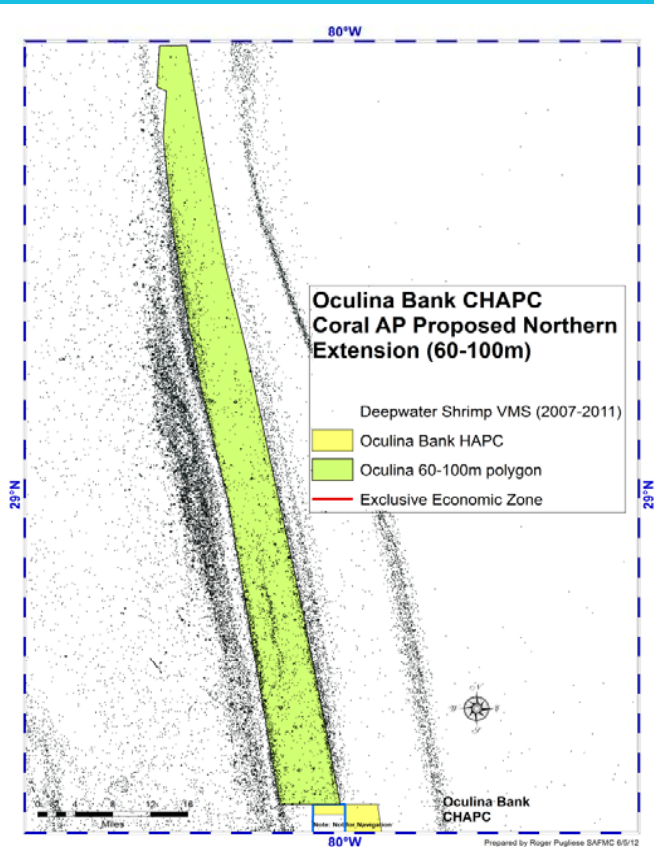 80°W
Oculina Bank CHAPC
Coral AP Proposed Northern
Extension (60-100m)
Deepwater Shrimp VMS (2007-2011)
Oculina Bank HAPC
Oculina 60-100m polygon
Exclusive Economic Zone
29°N
29°N
Oculina Bank
CHAPC
Miles
Note: Not for Navigation
80°W
Prepared by Roger Pugliese SAFMC 6/5/12